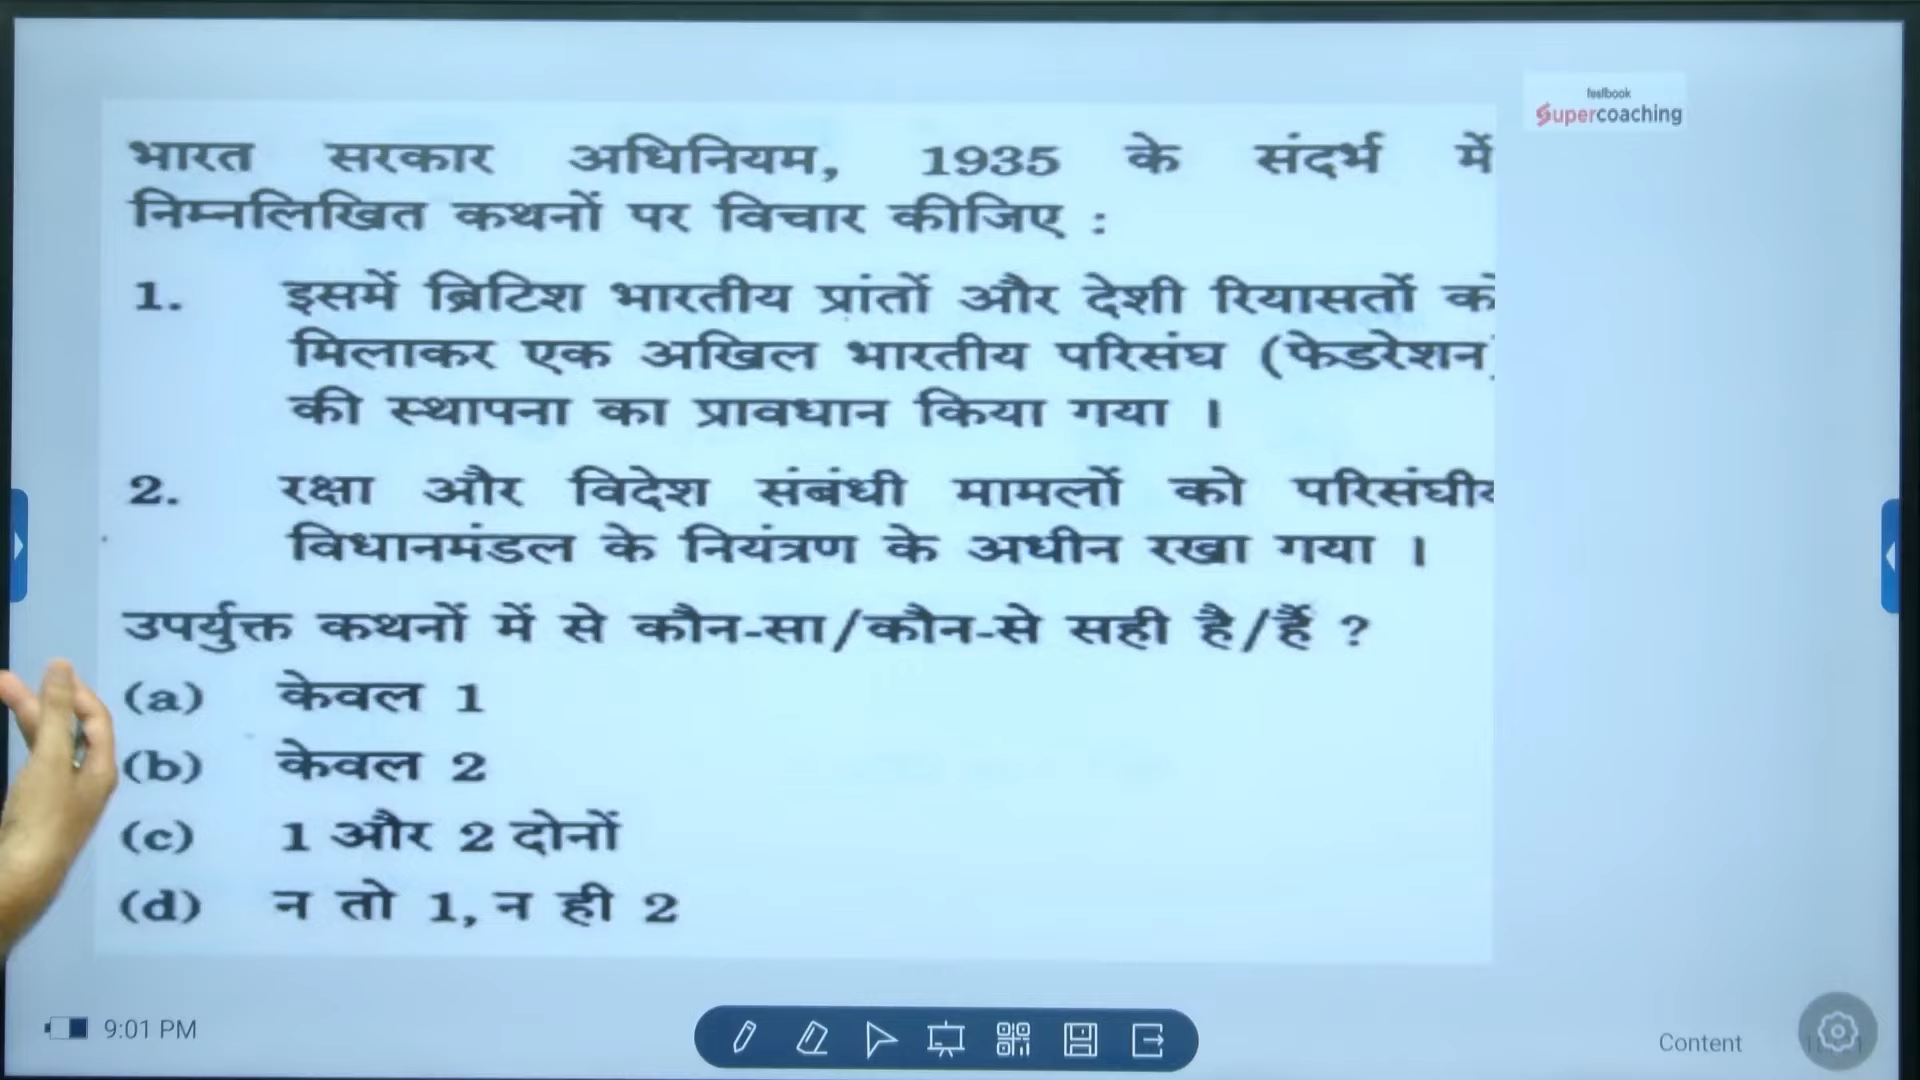 testbook
Supercoaching
भारत सरकार अधिनियम, 1935 के संदर्भ में
निम्नलिखित कथनों पर विचार कीजिए :
1. इसमें ब्रिटिश भारतीय प्रांतों और देशी रियासतों को
मिलाकर एक अखिल भारतीय परिसंघ (फेडरेशन)
की स्थापना का प्रावधान किया गया ।
2. रक्षा और विदेश संबंधी मामलों को परिसंघीय
विधानमंडल के नियंत्रण के अधीन रखा गया ।
उपर्युक्त कथनों में से कौन-सा/कौन-से सही है/हैं ?
(a) केवल 1
(b) केवल 2
(c) 1 और 2 दोनों
(d) न तो 1, न ही 2
9:01 PM
Content